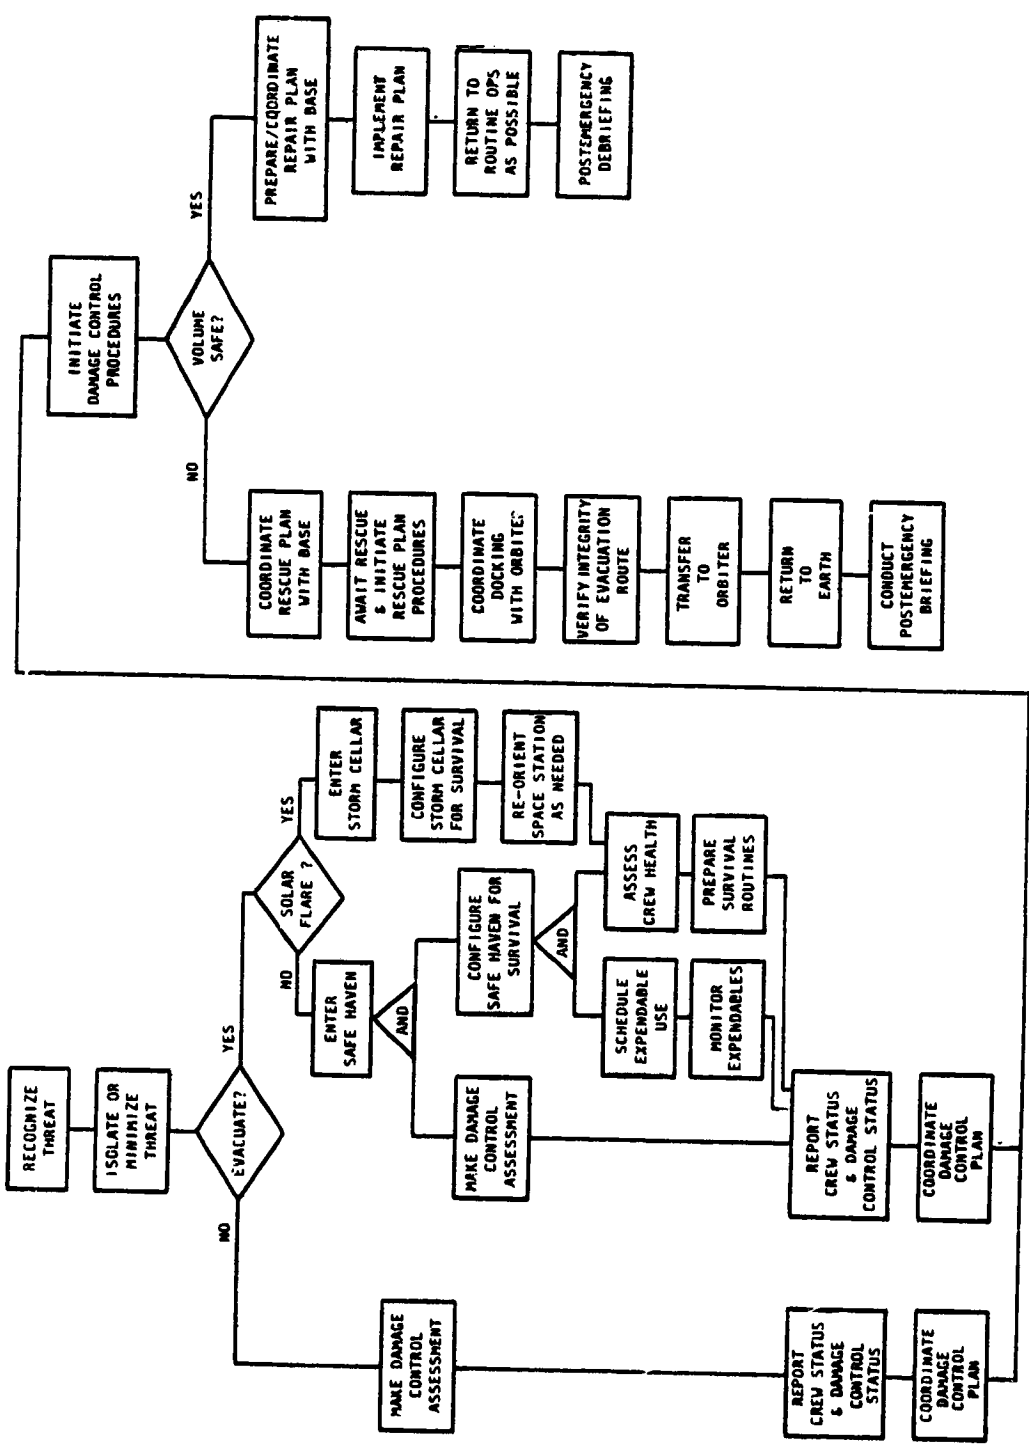 RECOGNIZE
THREAT
ISOLATE OR
MINIMIZE
THREAT
EVACUATE?
NO
YES
MAKE DAMAGE
CONTROL
ASSESSMENT
REPORT
CREW STATUS
& DAMAGE
CONTROL
STATUS
COORDINATE
DAMAGE
CONTROL
PLAN
SOLAR
FLARE ?
NO
YES
ENTER
SAFE HAVEN
AND
MAKE DAMAGE
CONTROL
ASSESSMENT
CONFIGURE
SAFE HAVEN FOR
SURVIVAL
AND
SCHEDULE
EXPENDABLE
USE
MONITOR
EXPENDABLES
ENTER
STORM CELLAR
CONFIGURE
STORM CELLAR
FOR SURVIVAL
RE-ORIENT
SPACE STATION
AS NEEDED
ASSESS
CREW HEALTH
PREPARE
SURVIVAL
ROUTINES
REPORT
CREW STATUS
& DAMAGE
CONTROL STATUS
COORDINATE
DAMAGE
CONTROL
PLAN
INITIATE
DAMAGE CONTROL
PROCEDURES
VOLUME
SAFE?
NO
YES
COORDINATE
RESCUE PLAN
WITH BASE
AWAIT RESCUE
& INITIATE
RESCUE PLAN
PROCEDURES
COORDINATE
DOCKING
WITH ORBITER
VERIFY INTEGRITY
OF EVACUATION
ROUTE
TRANSFER
TO
ORBITER
RETURN
TO
EARTH
CONDUCT
POSTEMERGENCY
BRIEFING
PREPARE/COORDINATE
REPAIR PLAN
WITH BASE
IMPLEMENT
REPAIR PLAN
RETURN TO
ROUTINE OPS
AS POSSIBLE
POSTEMERGENCY
DEBRIEFING